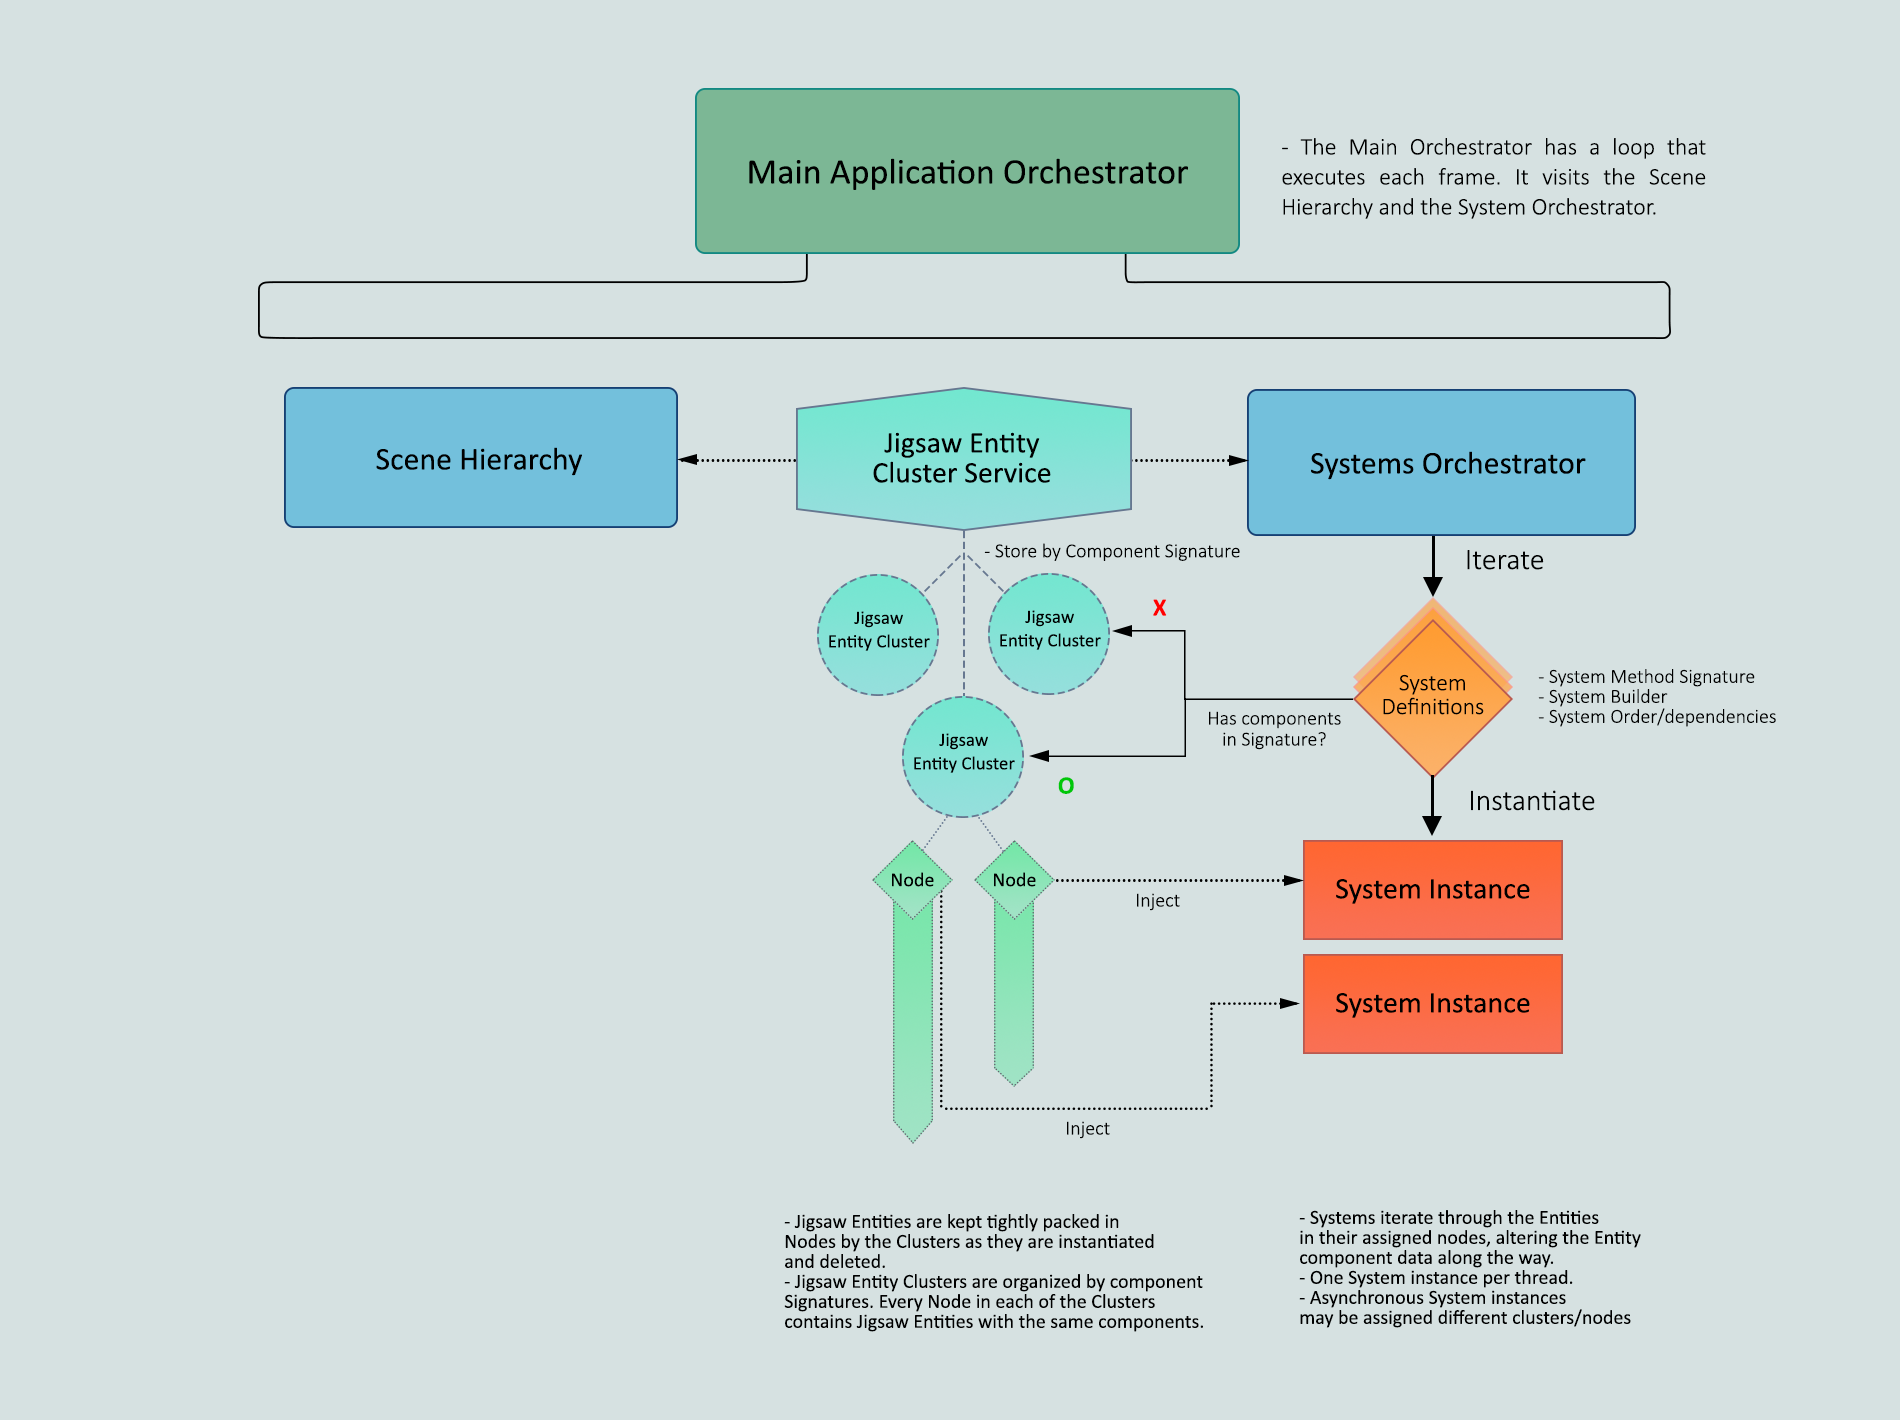 Main Application Orchestrator
- The Main Orchestrator has a loop that
executes each frame. It visits the Scene
Hierarchy and the System Orchestrator.
Scene Hierarchy
Jigsaw Entity
Cluster Service
Systems Orchestrator
- Store by Component Signature
Iterate
Jigsaw
Entity Cluster
Jigsaw
Entity Cluster
X
System
Definitions
- System Method Signature
- System Builder
- System Order/dependencies
Has components
in Signature?
Jigsaw
Entity Cluster
O
Instantiate
Node
Node
Inject
System Instance
System Instance
Inject
- Jigsaw Entities are kept tightly packed in
Nodes by the Clusters as they are instantiated
and deleted.
- Jigsaw Entity Clusters are organized by component
Signatures. Every Node in each of the Clusters
contains Jigsaw Entities with the same components.
- Systems iterate through the Entities
in their assigned nodes, altering the Entity
component data along the way.
- One System instance per thread.
- Asynchronous System instances
may be assigned different clusters/nodes